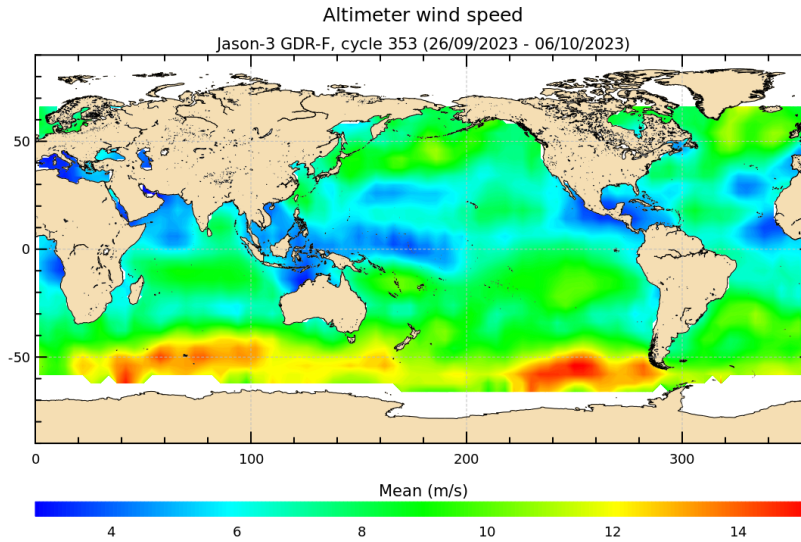 Altimeter wind speed
Jason-3 GDR-F, cycle 353 (26/09/2023 - 06/10/2023)
50
0
-50
0 100 200 300
Mean (m/s)
4 6 8 10 12 14